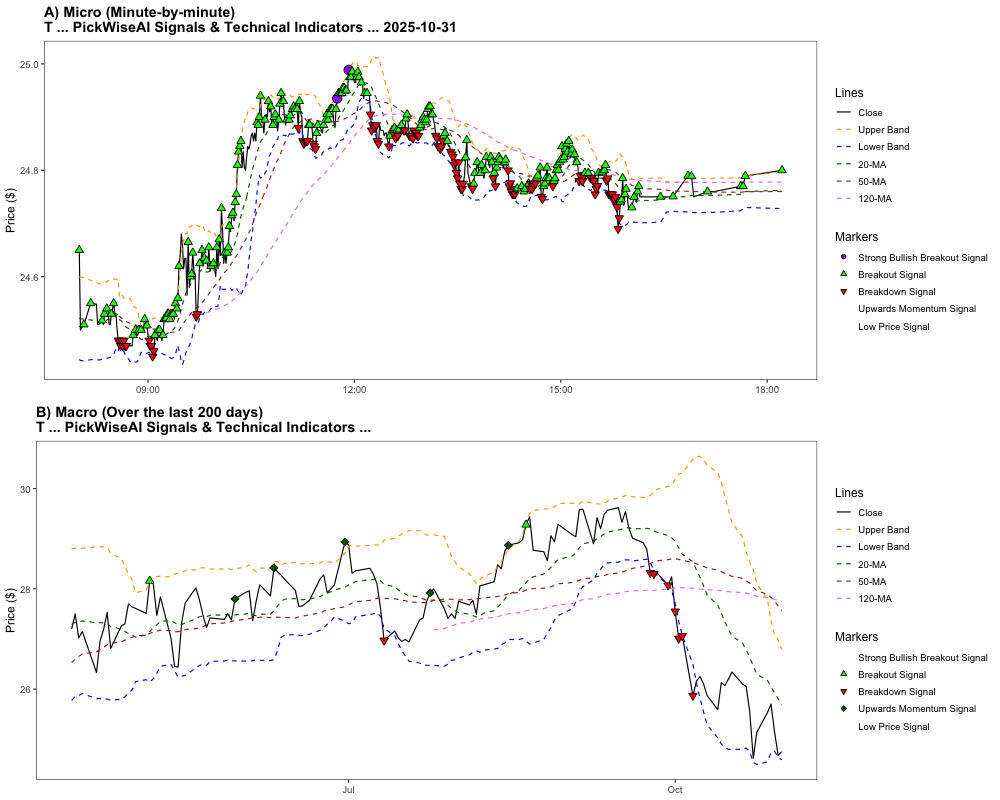 A) Micro (Minute-by-minute)
T ... PickWiseAI Signals & Technical Indicators ... 2025-10-31
Price ($)
25.0
24.8
24.6
09:00
12:00
15:00
18:00
Lines
Close
Upper Band
Lower Band
20-MA
50-MA
120-MA
Markers
Strong Bullish Breakout Signal
Breakout Signal
Breakdown Signal
Upwards Momentum Signal
Low Price Signal
B) Macro (Over the last 200 days)
T ... PickWiseAI Signals & Technical Indicators ...
Price ($)
30
28
26
Jul
Oct
Lines
Close
Upper Band
Lower Band
20-MA
50-MA
120-MA
Markers
Strong Bullish Breakout Signal
Breakout Signal
Breakdown Signal
Upwards Momentum Signal
Low Price Signal